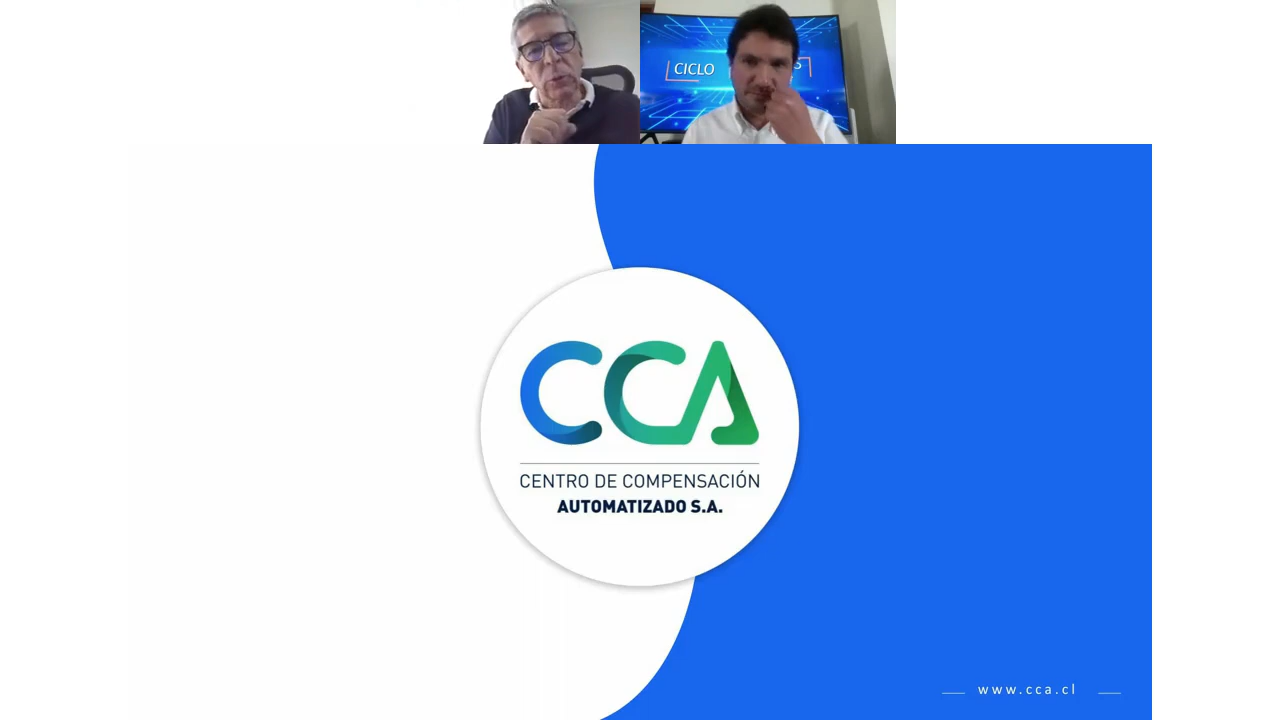 CICLO
CCA
CENTRO DE COMPENSACIÓN
AUTOMATIZADO S.A.
www.cca.cl